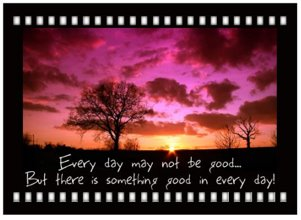 Every day may not be good...
But there is something good in every day!